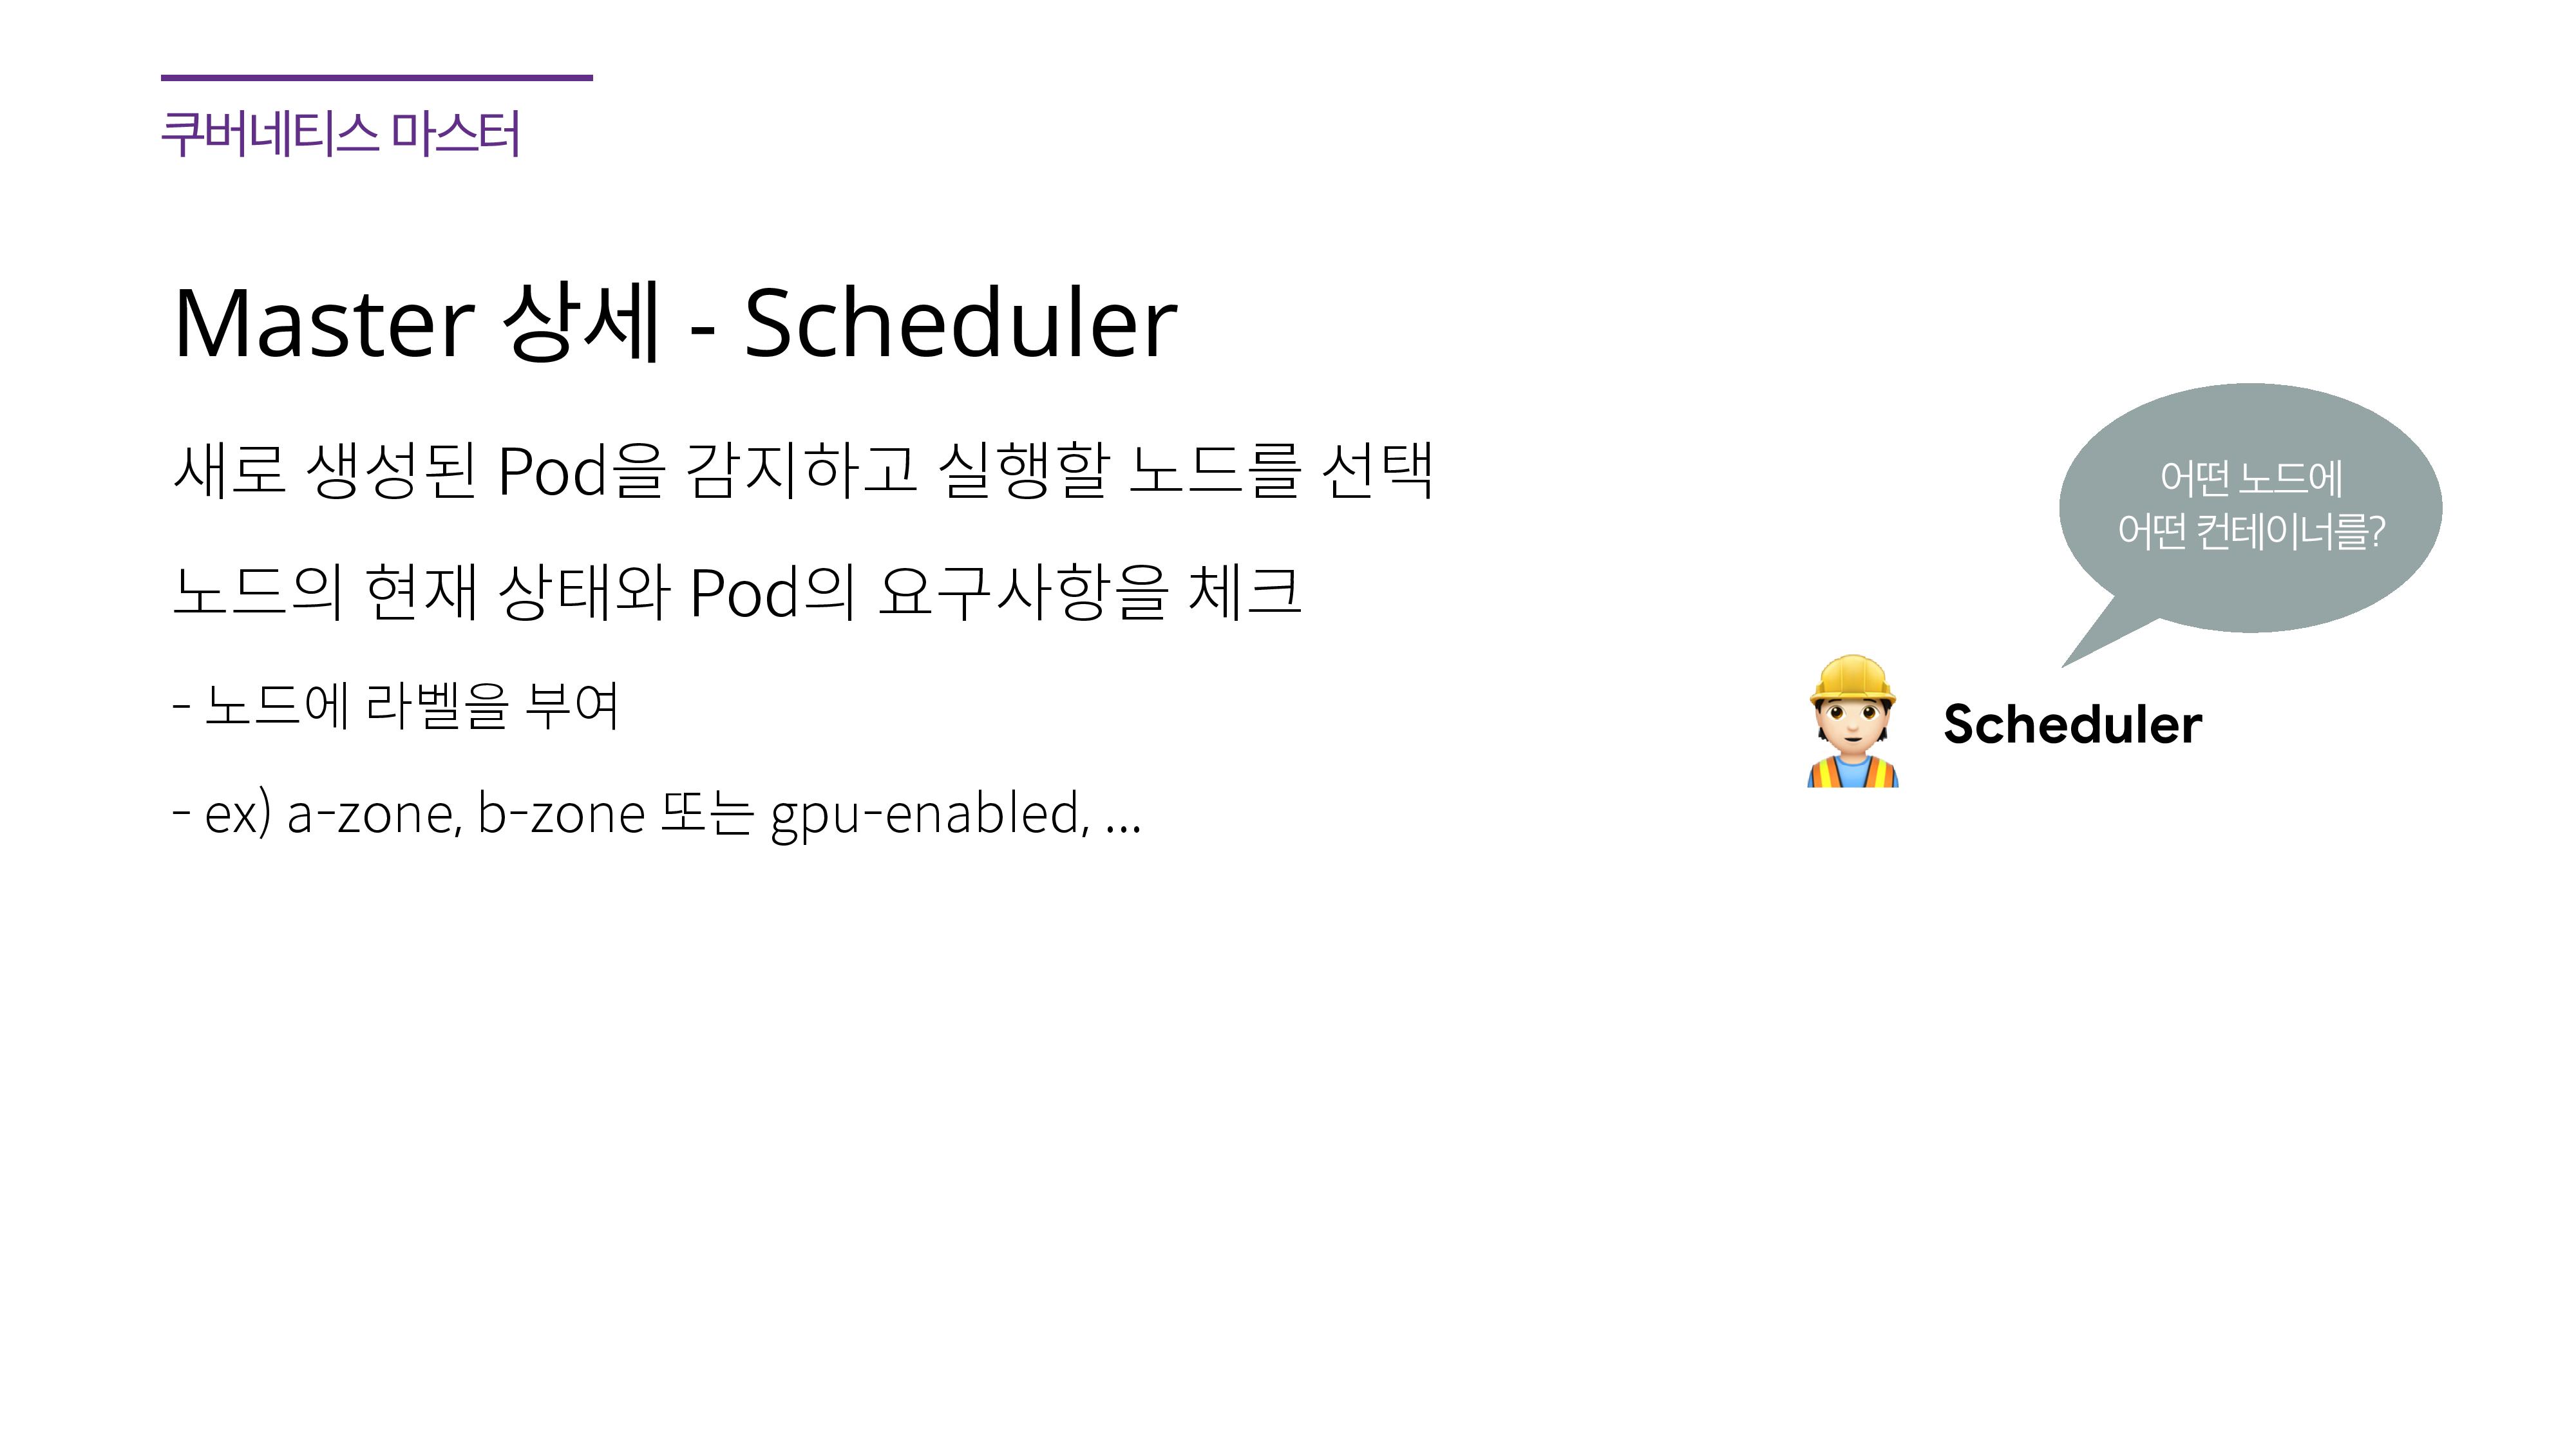 쿠버네티스 마스터
Master 상세 - Scheduler
새로 생성된 Pod을 감지하고 실행할 노드를 선택
노드의 현재 상태와 Pod의 요구사항을 체크
- 노드에 라벨을 부여
- ex) a-zone, b-zone 또는 gpu-enabled, ...
어떤 노드에
어떤 컨테이너를?
Scheduler